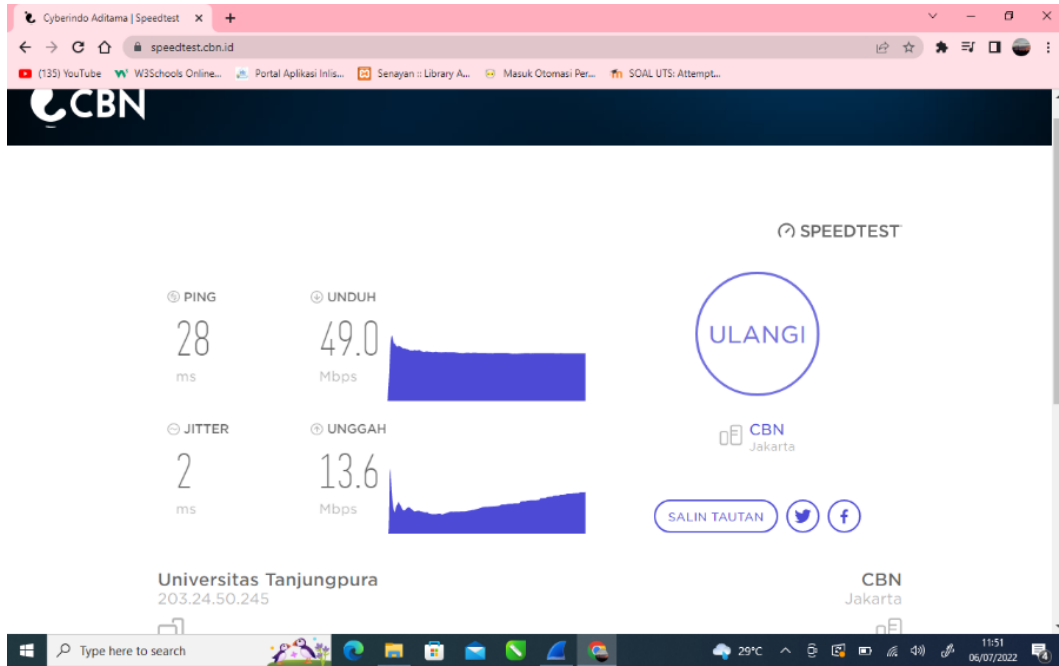 Cyberindo Aditama | Speedtest
speedtest.cbn.id
(135) YouTube W3Schools Online... Portal Aplikasi Inlis... Senayan :: Library A... Masuk Otomasi Per... SOAL UTS: Attempt...
CBN
SPEEDTEST
PING UNDUH
28 49.0
ms Mbps
ULANGI
JITTER UNGGAH
2 13.6
ms Mbps
CBN
Jakarta
SALIN TAUTAN
Universitas Tanjungpura
203.24.50.245
CBN
Jakarta
Type here to search
29°C
11:51
06/07/2022
4